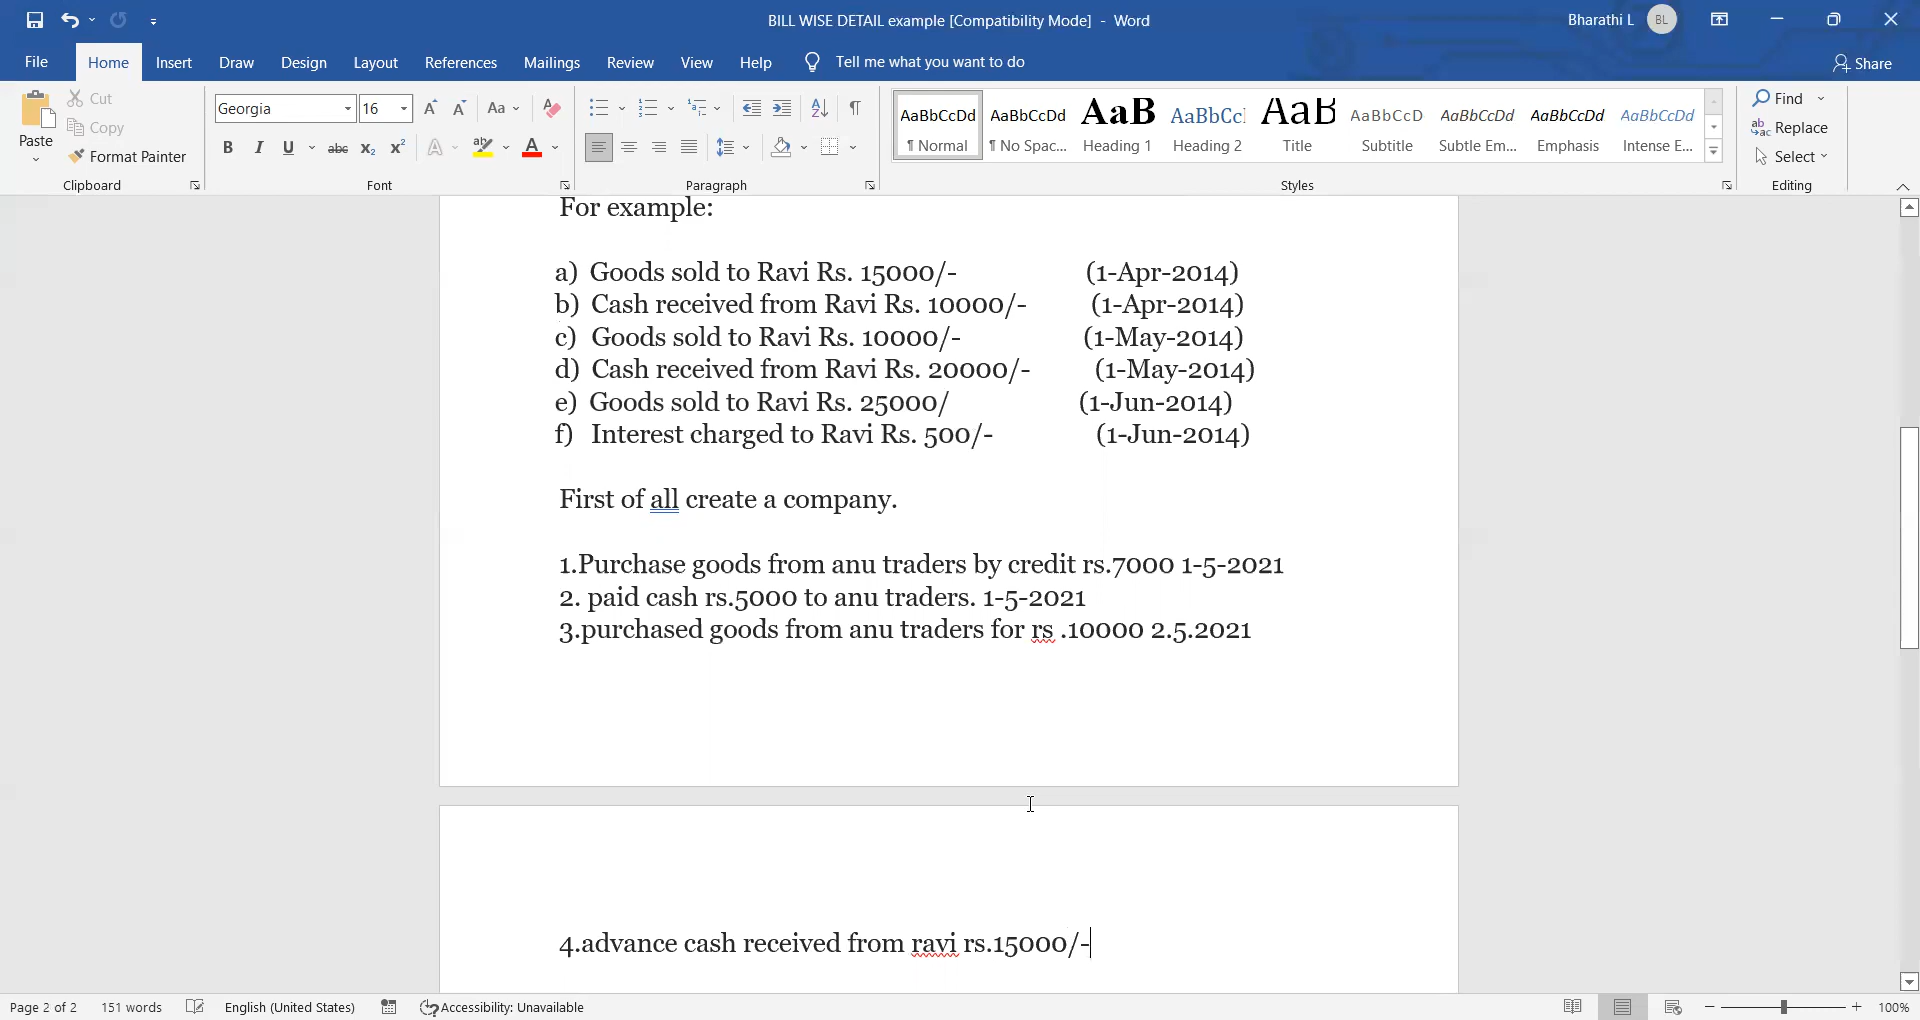 BILL WISE DETAIL example [Compatibility Mode] - Word
Bharathi L
BL
File Home Insert Draw Design Layout References Mailings Review View Help Tell me what you want to do
Share
Paste
Cut
Copy
Format Painter
Clipboard
Georgia 16
Aa
B I U abc x₂ x² A A
Font
Paragraph
AaBbCcDd AaBbCcDd AaB AaBbCc AaB AaBbCcD AaBbCcDd AaBbCcDd AaBbCcDd
¶ Normal ¶ No Spac... Heading 1 Heading 2 Title Subtitle Subtle Em... Emphasis Intense E...
Styles
Find
Replace
Select
Editing
For example:
a) Goods sold to Ravi Rs. 15000/- (1-Apr-2014)
b) Cash received from Ravi Rs. 10000/- (1-Apr-2014)
c) Goods sold to Ravi Rs. 10000/- (1-May-2014)
d) Cash received from Ravi Rs. 20000/- (1-May-2014)
e) Goods sold to Ravi Rs. 25000/ (1-Jun-2014)
f) Interest charged to Ravi Rs. 500/- (1-Jun-2014)
First of all create a company.
1.Purchase goods from anu traders by credit rs.7000 1-5-2021
2. paid cash rs.5000 to anu traders. 1-5-2021
3.purchased goods from anu traders for rs .10000 2.5.2021
4.advance cash received from ravi rs.15000/-
Page 2 of 2 151 words English (United States) Accessibility: Unavailable 100%